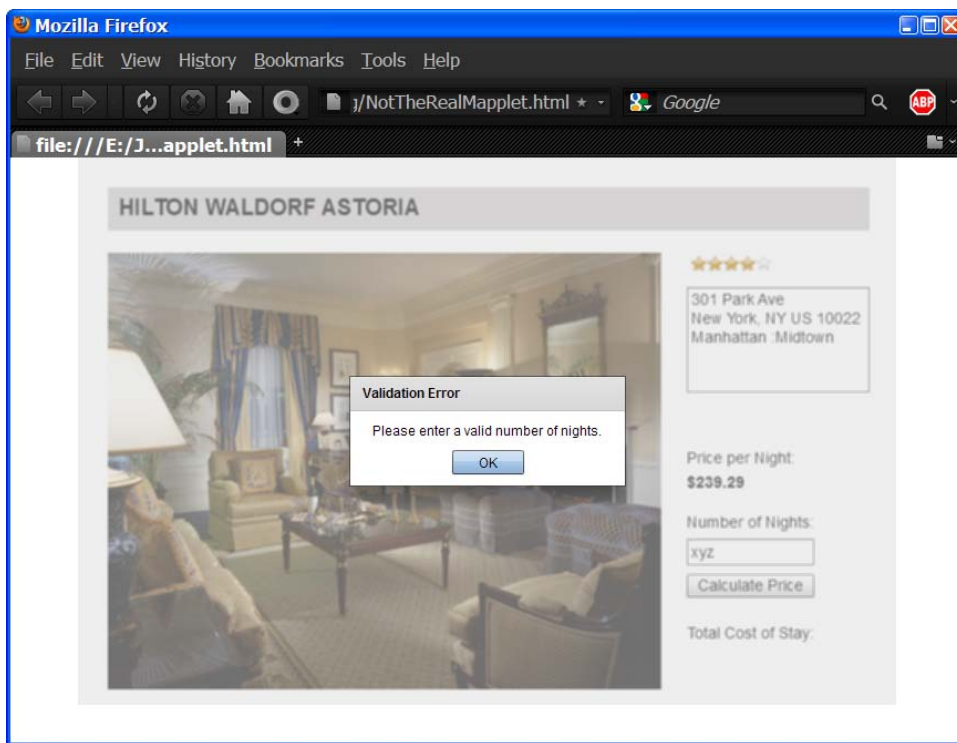 Mozilla Firefox
File Edit View History Bookmarks Tools Help
/NotTheRealMapplet.html
Google
ABP
file:///E:/J...applet.html
+
HILTON WALDORF ASTORIA
301 Park Ave
New York, NY US 10022
Manhattan :Midtown
Validation Error
Please enter a valid number of nights.
OK
Price per Night:
$239.29
Number of Nights:
xyz
Calculate Price
Total Cost of Stay: